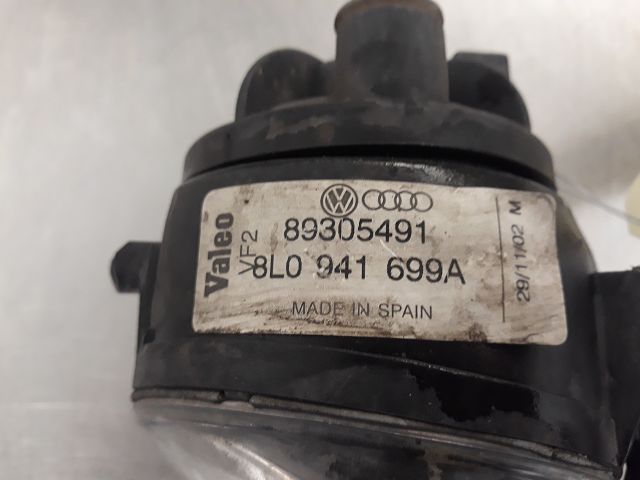 Valeo
VF2
89305491
8L0 941 699A
MADE IN SPAIN
29/11/02 M